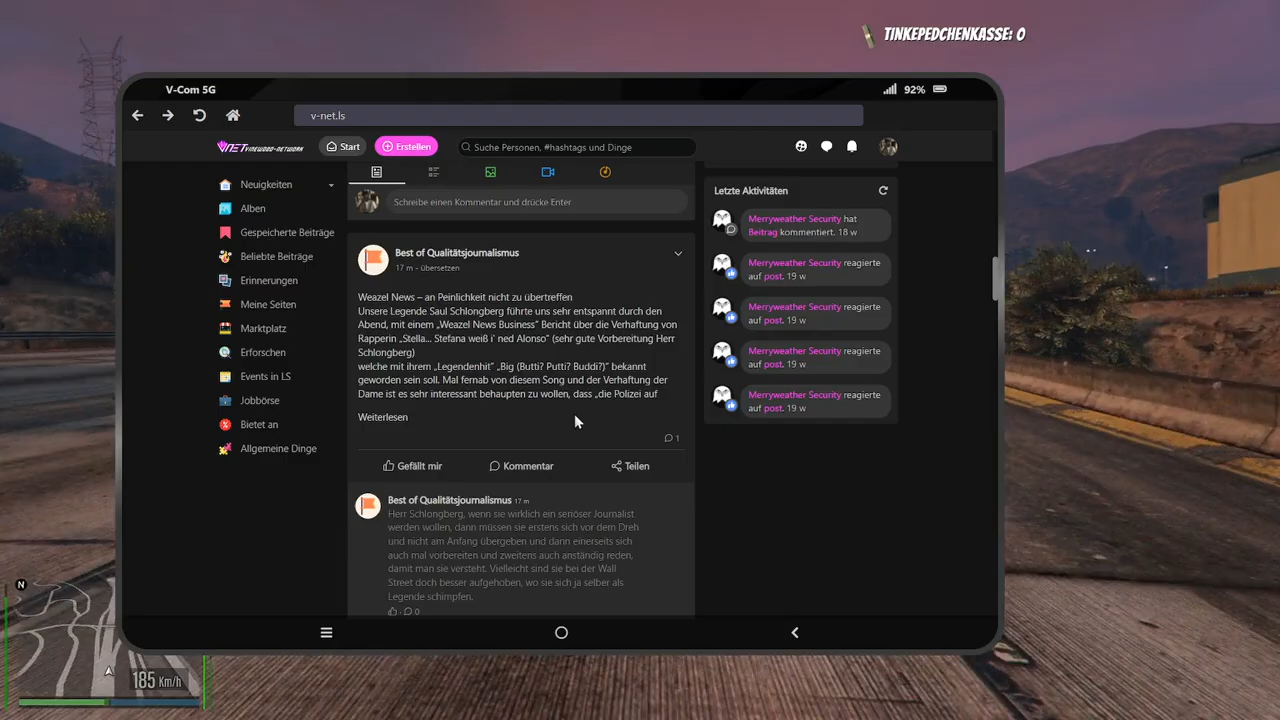 TINKEPEDCHENKASSE: 0
V-Com 5G
92%
v-net.ls
VNET VINEWOOD-NETWORK
Start
Erstellen
Suche Personen, #hashtags und Dinge
Neuigkeiten
Alben
Gespeicherte Beiträge
Beliebte Beiträge
Erinnerungen
Meine Seiten
Marktplatz
Erforschen
Events in LS
Jobbörse
Bietet an
Allgemeine Dinge
Schreibe einen Kommentar und drücke Enter
Best of Qualitätsjournalismus
17 m - übersetzen
Weazel News – an Peinlichkeit nicht zu übertreffen
Unsere Legende Saul Schlongberg führte uns sehr entspannt durch den
Abend, mit einem „Weazel News Business“ Bericht über die Verhaftung von
Rapperin „Stella... Stefana weiß i' ned Alonso“ (sehr gute Vorbereitung Herr
Schlongberg)
welche mit ihrem „Legendenhit“ „Big (Butti? Putti? Buddi?)“ bekannt
geworden sein soll. Mal fernab von diesem Song und der Verhaftung der
Dame ist es sehr interessant behaupten zu wollen, dass „die Polizei auf
Weiterlesen
1
Gefällt mir
Kommentar
Teilen
Best of Qualitätsjournalismus 17 m
Herr Schlongberg, wenn sie wirklich ein seriöser Journalist
werden wollen, dann müssen sie erstens sich vor dem Dreh
und nicht am Anfang übergeben und dann einerseits sich
auch mal vorbereiten und zweitens auch anständig reden,
damit man sie versteht. Vielleicht sind sie bei der Wall
Street doch besser aufgehoben, wo sie sich ja selber als
Legende schimpfen.
0
Letzte Aktivitäten
Merryweather Security hat
Beitrag kommentiert. 18 w
Merryweather Security reagierte
auf post. 19 w
Merryweather Security reagierte
auf post. 19 w
Merryweather Security reagierte
auf post. 19 w
Merryweather Security reagierte
auf post. 19 w
N
185 Km/h